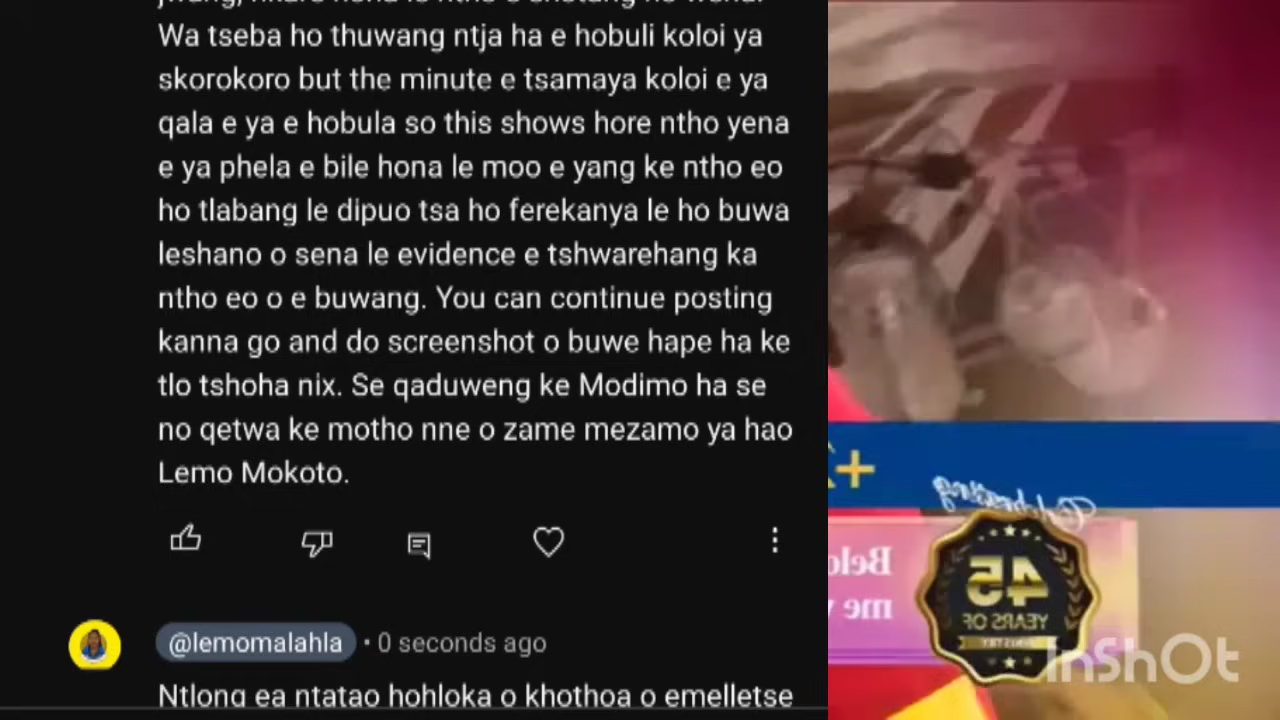 Wa tseba ho thuwang ntja ha e hobuli koloi ya
skorokoro but the minute e tsamaya koloi e ya
qala e ya e hobula so this shows hore ntho yena
e ya phela e bile hona le moo e yang ke ntho eo
ho tlabang le dipuo tsa ho ferekanya le ho buwa
leshano o sena le evidence e tshwarehang ka
ntho eo o e buwang. You can continue posting
kanna go and do screenshot o buwe hape ha ke
tlo tshoha nix. Se qaduweng ke Modimo ha se
no qetwa ke motho nne o zame mezamo ya hao
Lemo Mokoto.
@lemomalahla • 0 seconds ago
Ntlong ea ntatao hohloka o khothoa o emelletse
+
Celebrating
45
YEARS OF
MINISTRY
me
InShOt